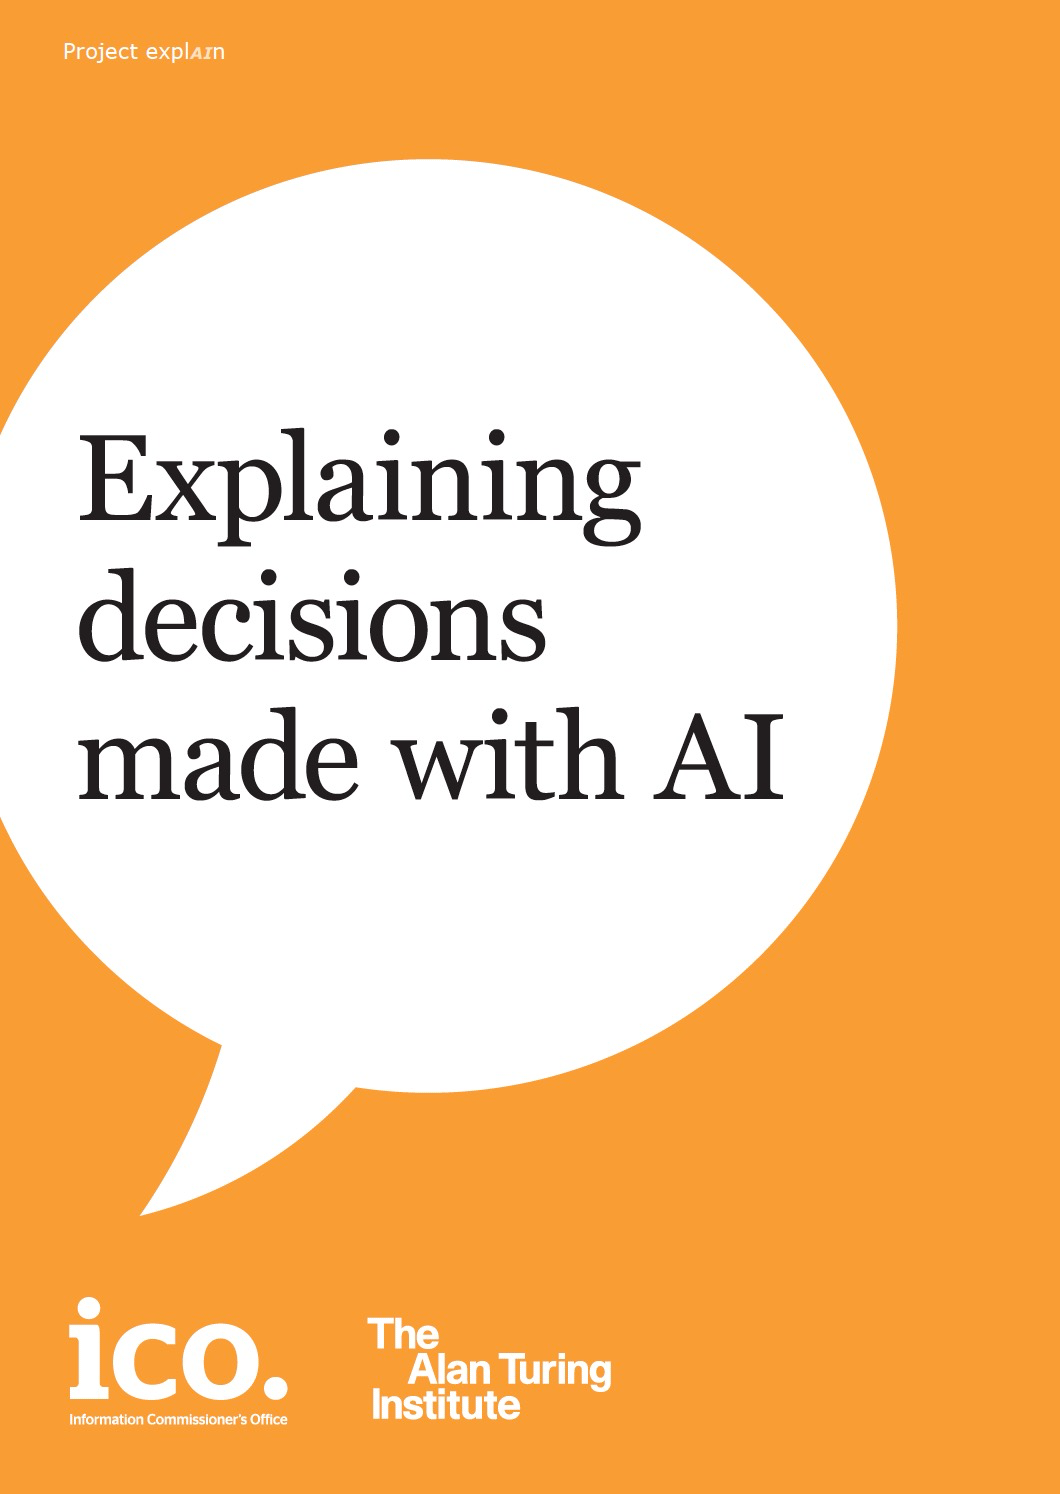 Project explAIn
Explaining
decisions
made with AI
ico.
Information Commissioner's Office
The
Alan Turing
Institute